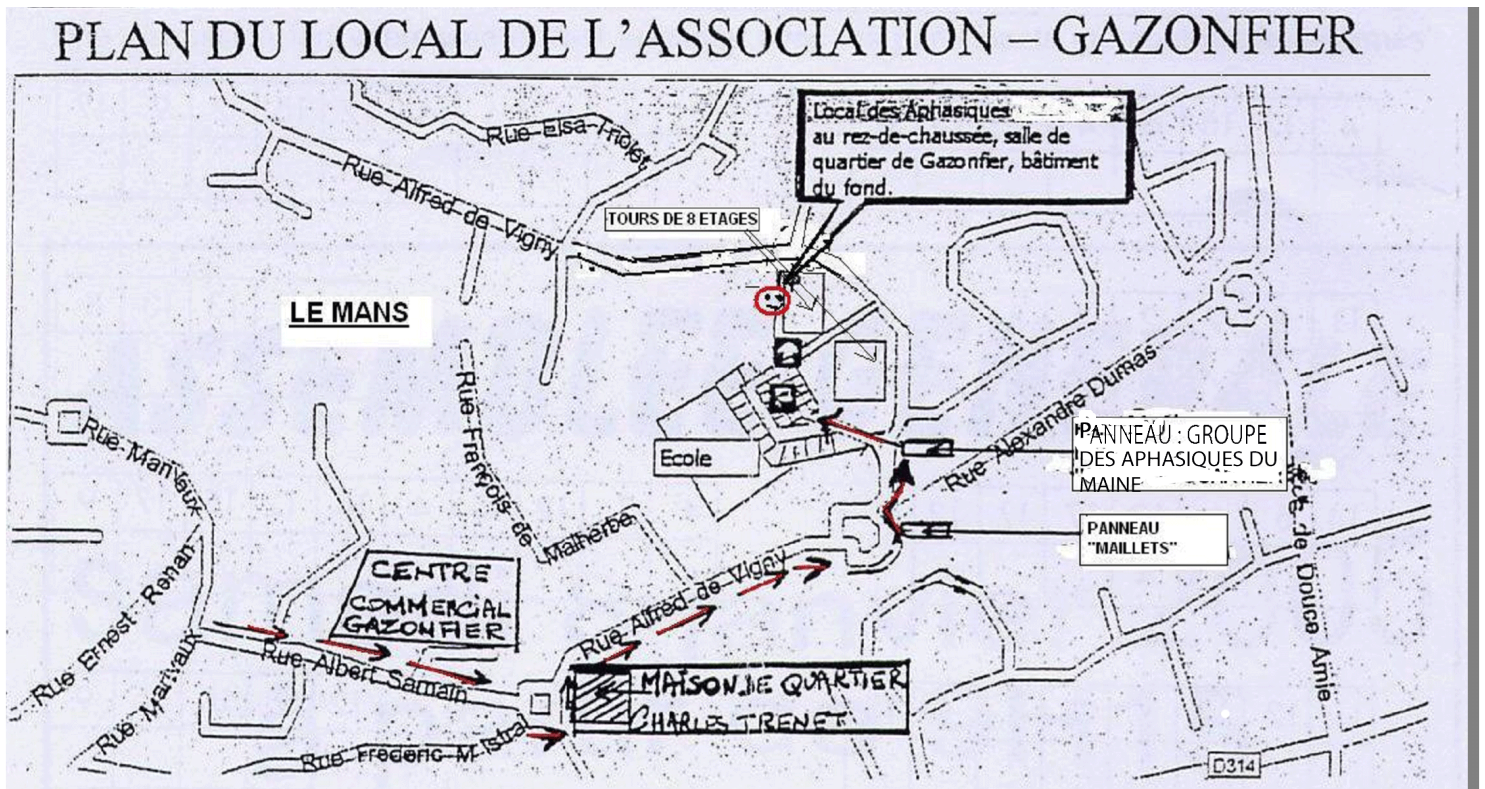 PLAN DU LOCAL DE L'ASSOCIATION – GAZONFIER
Local des Aphasiques
au rez-de-chaussée, salle de
quartier de Gazonfier, bâtiment
du fond.
Rue Elsa Triolet
Rue Alfred de Vigny
TOURS DE 8 ETAGES
LE MANS
Rue François de
Malherbe
Rue Alexandre Dumas
Rue Marivaux
Ecole
PANNEAU : GROUPE
DES APHASIQUES DU
MAINE
PANNEAU
"MAILLETS"
de Douce Amie
Rue Ernest Renan
CENTRE
COMMERCIAL
GAZONFIER
Rue Alfred de Vigny
Rue Marivaux
Rue Albert Samain
MAISON DE QUARTIER
CHARLES TRENET
Rue Frédéric Mistral
D314